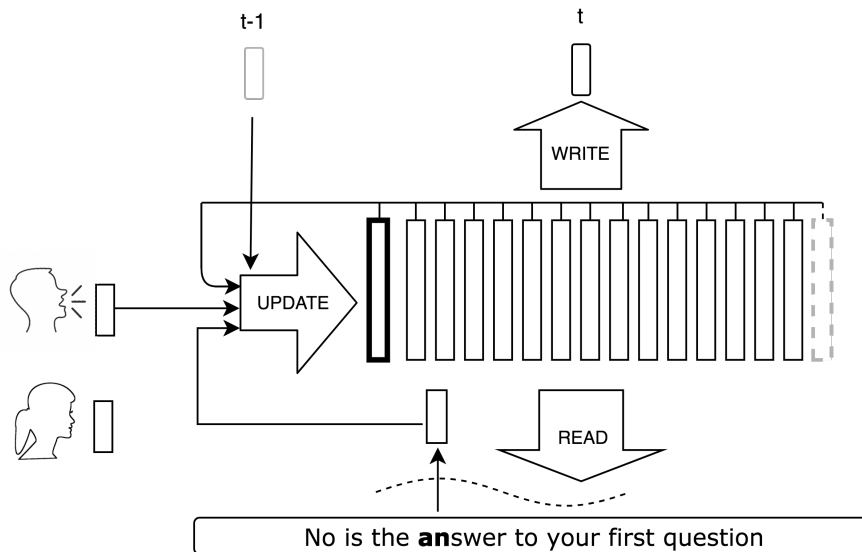 t-1
t
WRITE
UPDATE
READ
No is the answer to your first question